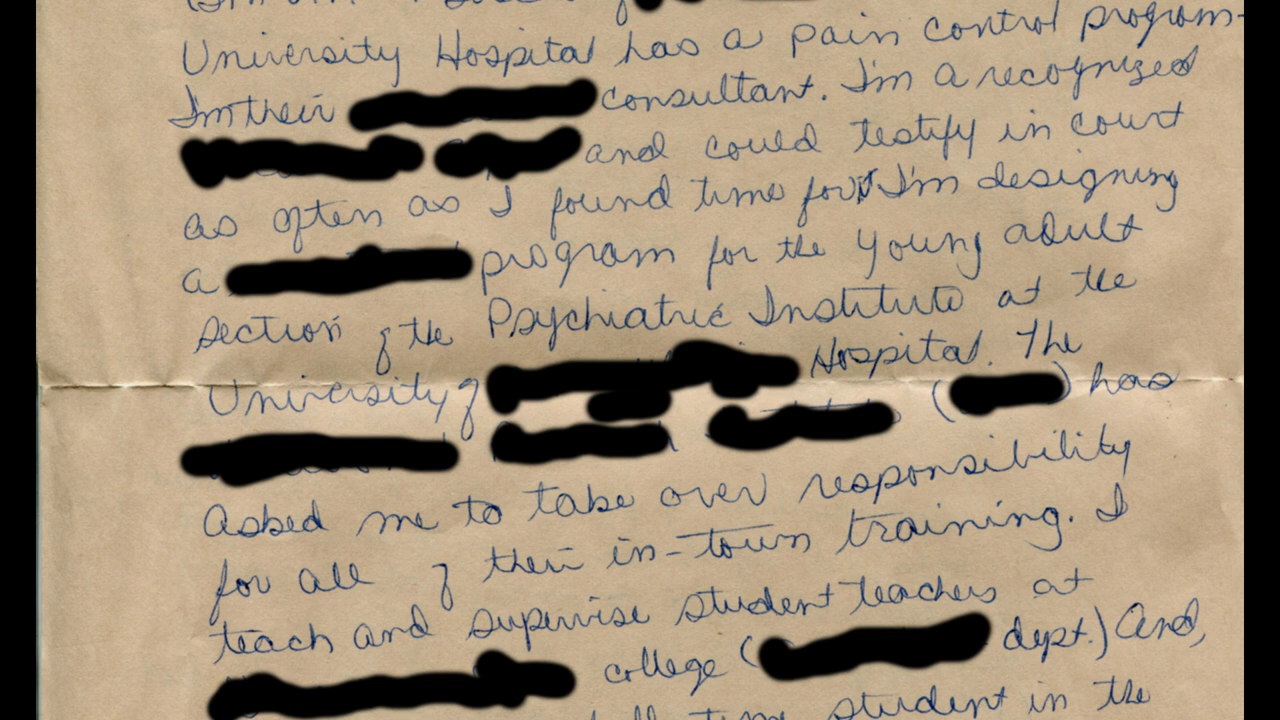 University Hospital has a pain control program-
I'm their consultant. I'm a recognized
and could testify in court
as often as I found time for. I'm designing
a program for the young adult
section of the Psychiatric Institute at the
University of Hospital. The
( ) has
asked me to take over responsibility
for all of their in-town training. I
teach and supervise student teachers at
college ( dept.) And,
time student in the